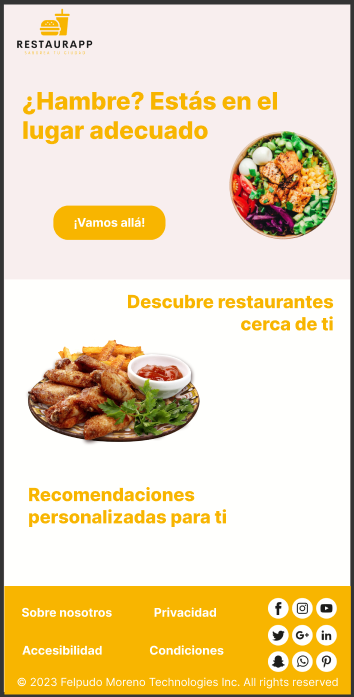 RESTAURAPP
¿Hambre? Estás en el
lugar adecuado
¡Vamos allá!
Descubre restaurantes
cerca de ti
Recomendaciones
personalizadas para ti
Sobre nosotros
Privacidad
Accesibilidad
Condiciones
© 2023 Felpudo Moreno Technologies Inc. All rights reserved